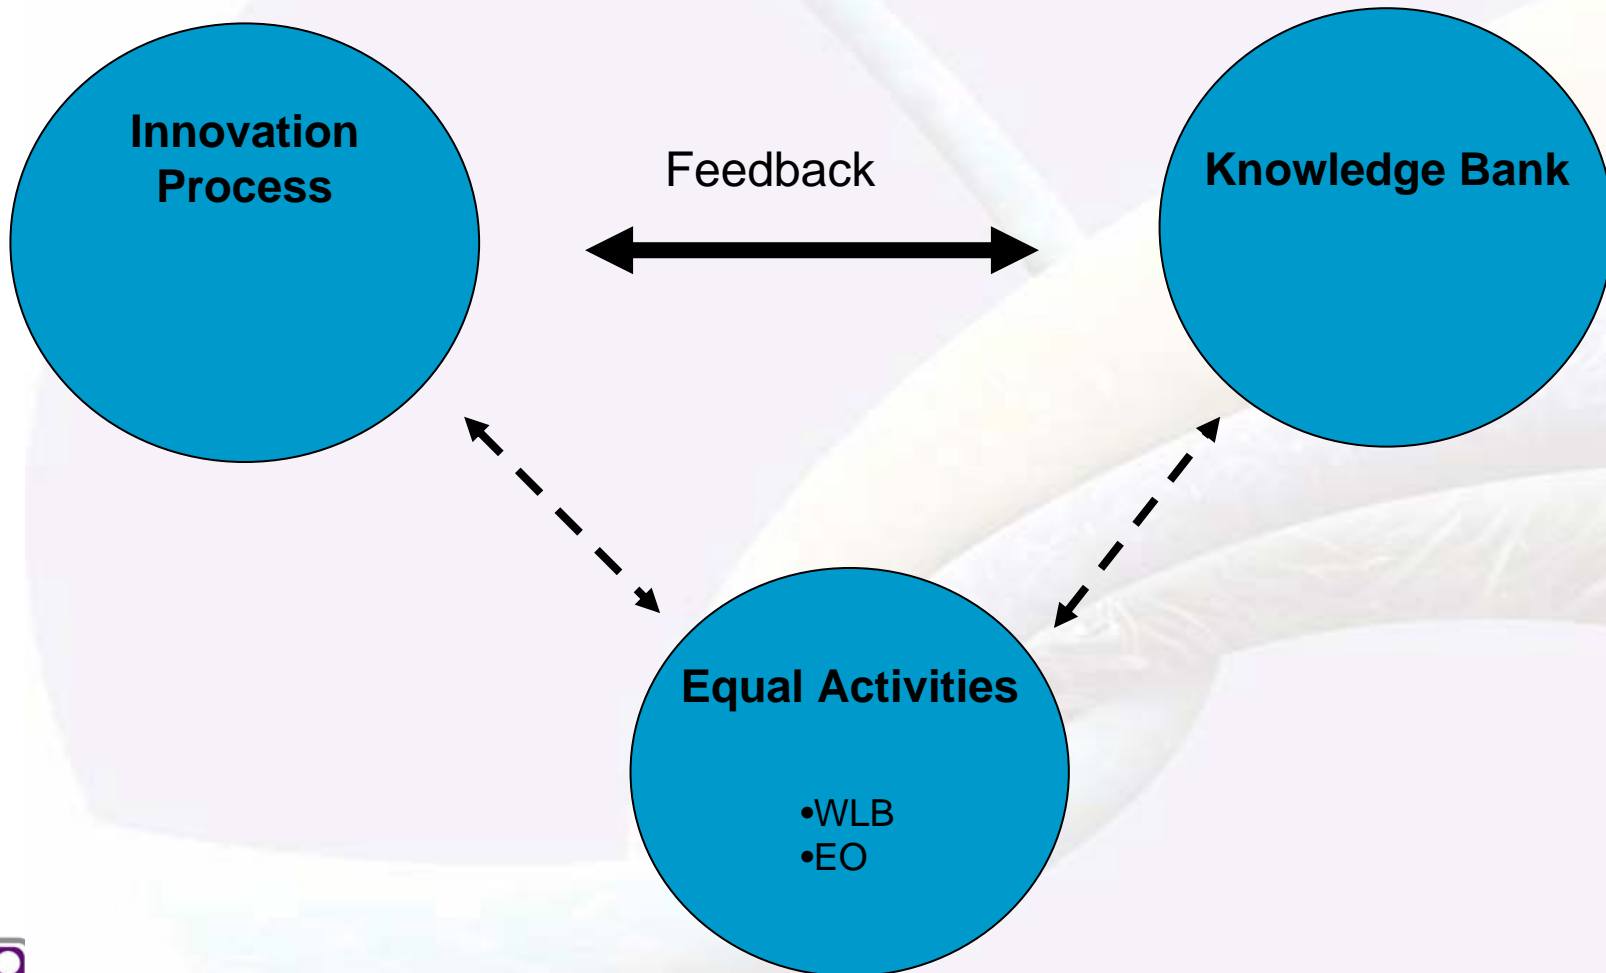 Innovation
Process
Feedback
Knowledge Bank
Equal Activities
•WLB
•EO